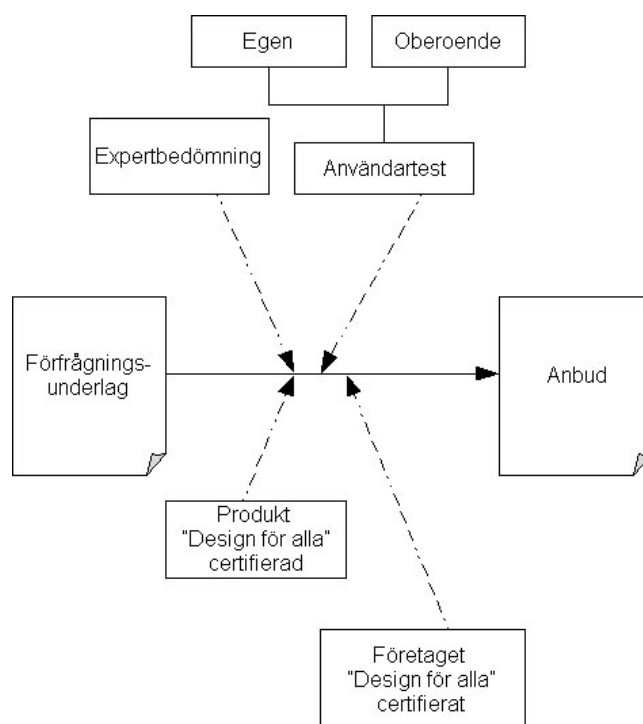 Egen
Oberoende
Expertbedömning
Användartest
Förfrågnings-
underlag
Anbud
Produkt
"Design för alla"
certifierad
Företaget
"Design för alla"
certifierat